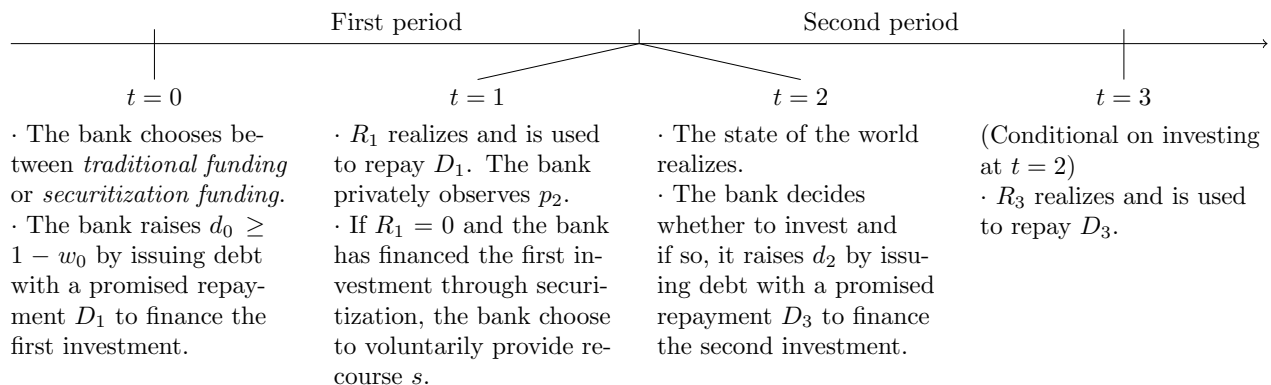 First period
Second period
t = 0
t = 1
t = 2
t = 3
· The bank chooses be-
tween traditional funding
or securitization funding.
· The bank raises d₀ ≥
1 − w₀ by issuing debt
with a promised repay-
ment D₁ to finance the
first investment.
· R₁ realizes and is used
to repay D₁. The bank
privately observes p₂.
· If R₁ = 0 and the bank
has financed the first in-
vestment through securi-
tization, the bank choose
to voluntarily provide re-
course s.
· The state of the world
realizes.
· The bank decides
whether to invest and
if so, it raises d₂ by issu-
ing debt with a promised
repayment D₃ to finance
the second investment.
(Conditional on investing
at t = 2)
· R₃ realizes and is used
to repay D₃.